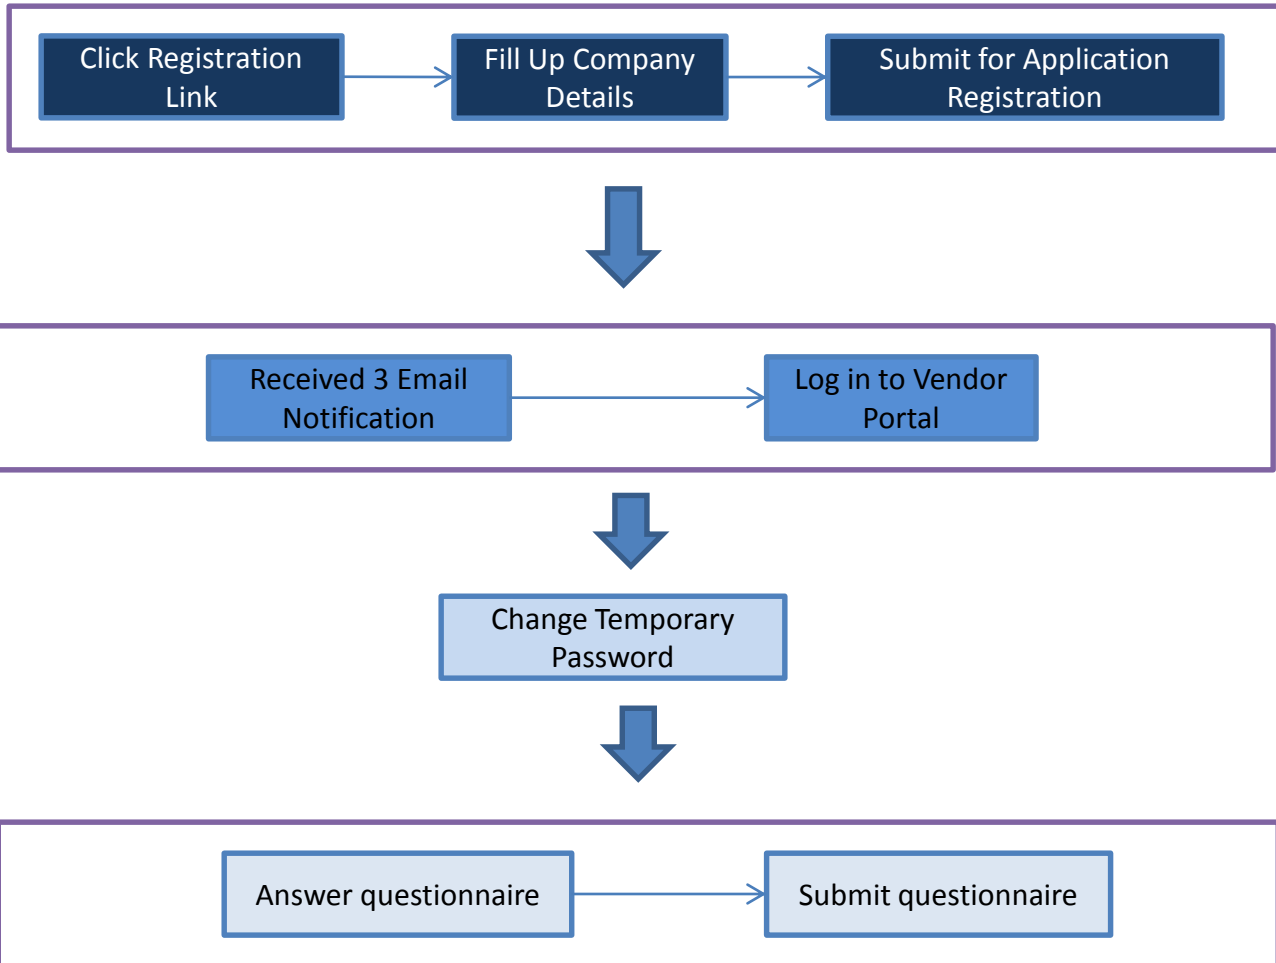 Click Registration
Link
Fill Up Company
Details
Submit for Application
Registration
Received 3 Email
Notification
Log in to Vendor
Portal
Change Temporary
Password
Answer questionnaire
Submit questionnaire